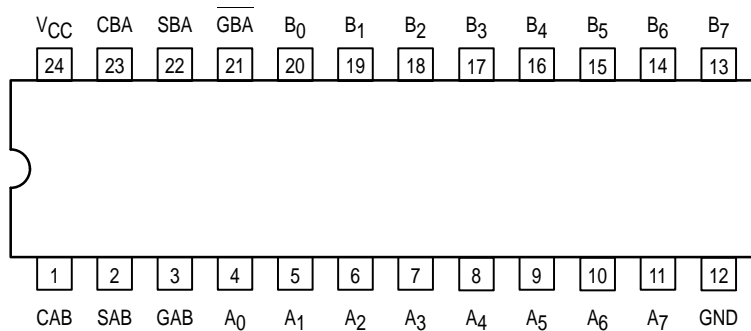 VCC CBA SBA GBA B0 B1 B2 B3 B4 B5 B6 B7
24 23 22 21 20 19 18 17 16 15 14 13
1 2 3 4 5 6 7 8 9 10 11 12
CAB SAB GAB A0 A1 A2 A3 A4 A5 A6 A7 GND